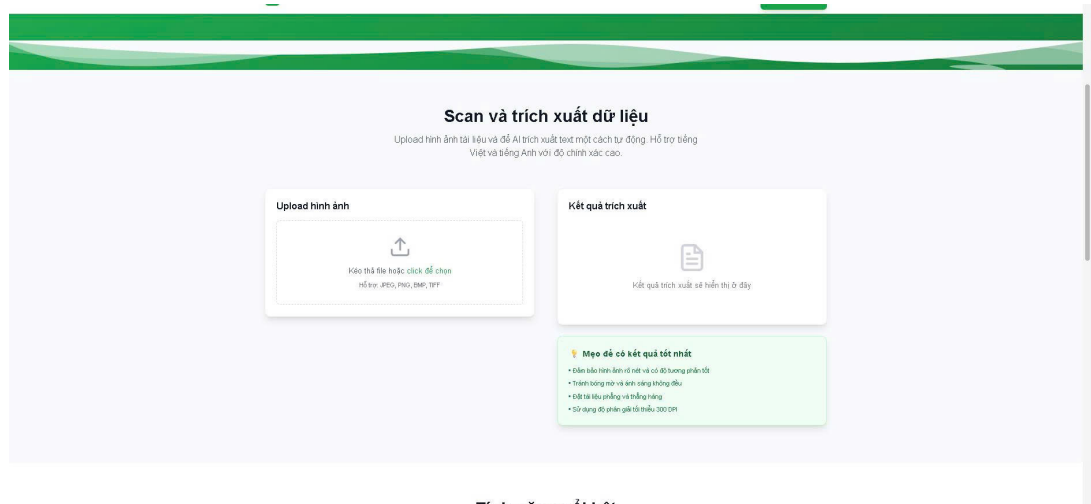 Scan và trích xuất dữ liệu
Upload hình ảnh tài liệu và để AI trích xuất text một cách tự động. Hỗ trợ tiếng
Việt và tiếng Anh với độ chính xác cao.
Upload hình ảnh
Kéo thả file hoặc click để chọn
Hỗ trợ: JPEG, PNG, BMP, TIFF
Kết quả trích xuất
Kết quả trích xuất sẽ hiển thị ở đây
Mẹo để có kết quả tốt nhất
• Đảm bảo hình ảnh rõ nét và có độ tương phản tốt
• Tránh bóng mờ và ánh sáng không đều
• Đặt tài liệu phẳng và thẳng hàng
• Sử dụng độ phân giải tối thiểu 300 DPI